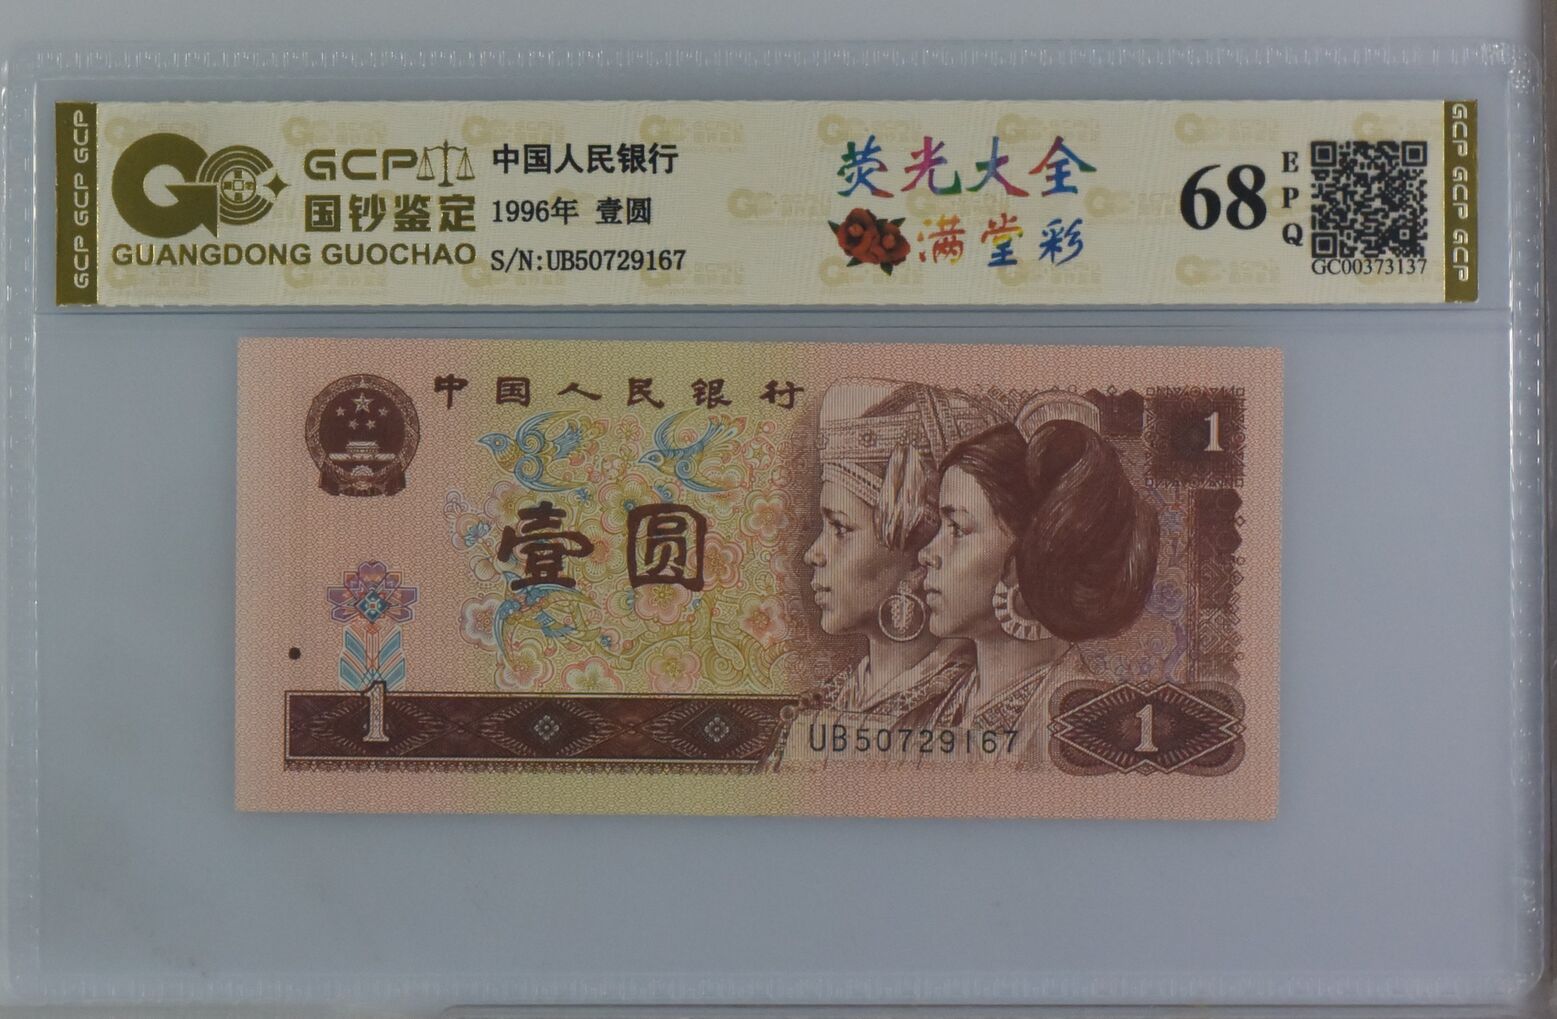 GCP GCP GCP
GCP
国钞鉴定
GUANGDONG GUOCHAO
中国人民银行
1996年 壹圆
S/N:UB50729167
荧光大全
满堂彩
68
EPQ
GC00373137
GCP GCP GCP
中国人民银行
1
壹圆
1
UB50729167
1